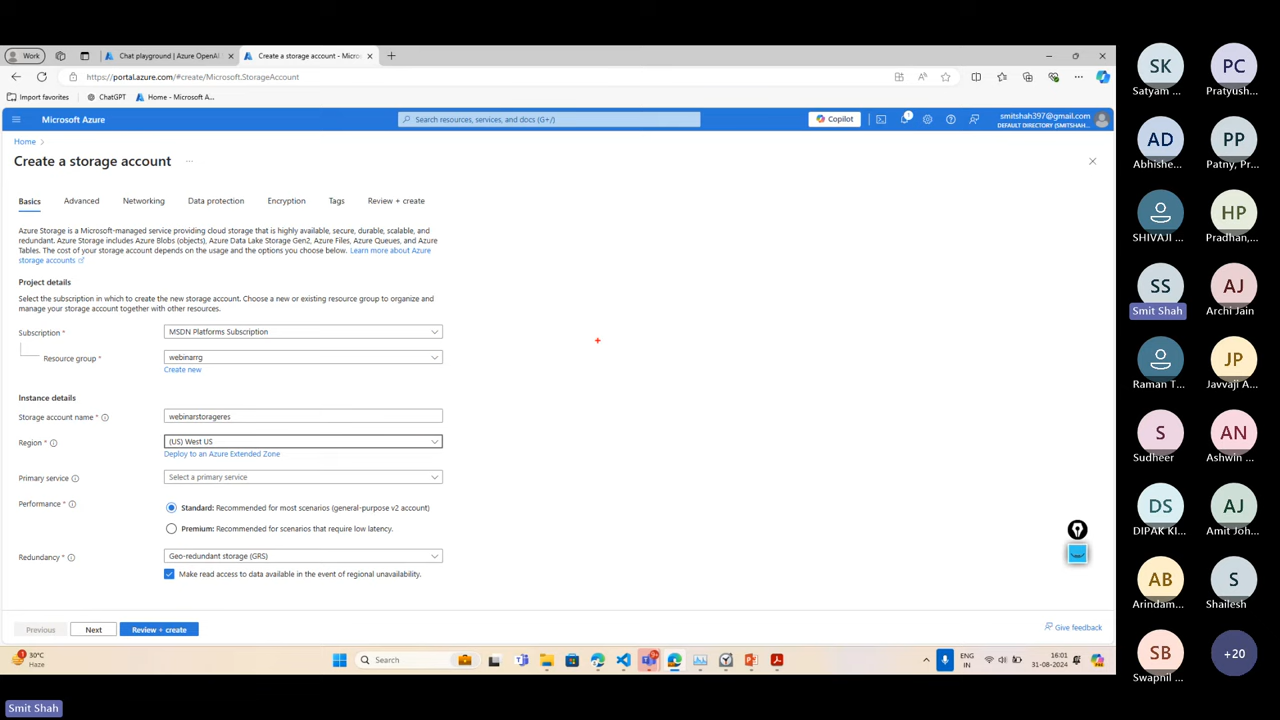 Work
Chat playground | Azure OpenAI
Create a storage account - Micro
https://portal.azure.com/#create/Microsoft.StorageAccount
Import favorites
ChatGPT
Home - Microsoft A...
Microsoft Azure
Search resources, services, and docs (G+/)
Copilot
1
smitshah397@gmail.com
DEFAULT DIRECTORY (SMITSHAH...
Home
Create a storage account
...
Basics
Advanced
Networking
Data protection
Encryption
Tags
Review + create
Azure Storage is a Microsoft-managed service providing cloud storage that is highly available, secure, durable, scalable, and
redundant. Azure Storage includes Azure Blobs (objects), Azure Data Lake Storage Gen2, Azure Files, Azure Queues, and Azure
Tables. The cost of your storage account depends on the usage and the options you choose below. Learn more about Azure
storage accounts
Project details
Select the subscription in which to create the new storage account. Choose a new or existing resource group to organize and
manage your storage account together with other resources.
Subscription *
MSDN Platforms Subscription
Resource group *
webinarrg
Create new
Instance details
Storage account name *
webinarstorageres
Region *
(US) West US
Deploy to an Azure Extended Zone
Primary service
Select a primary service
Performance *
Standard: Recommended for most scenarios (general-purpose v2 account)
Premium: Recommended for scenarios that require low latency.
Redundancy *
Geo-redundant storage (GRS)
Make read access to data available in the event of regional unavailability.
Previous
Next
Review + create
Give feedback
1
30°C
Haze
Search
ENG
IN
16:01
31-08-2024
Smit Shah
SK
Satyam ...
PC
Pratyush...
AD
Abhishe...
PP
Patny, Pr...
SHIVAJI ...
HP
Pradhan,...
SS
Smit Shah
AJ
Archi Jain
Raman T...
JP
Javvaji A...
S
Sudheer
AN
Ashwin ...
DS
DIPAK KI...
AJ
Amit Joh...
AB
Arindam...
S
Shailesh
SB
Swapnil ...
+20